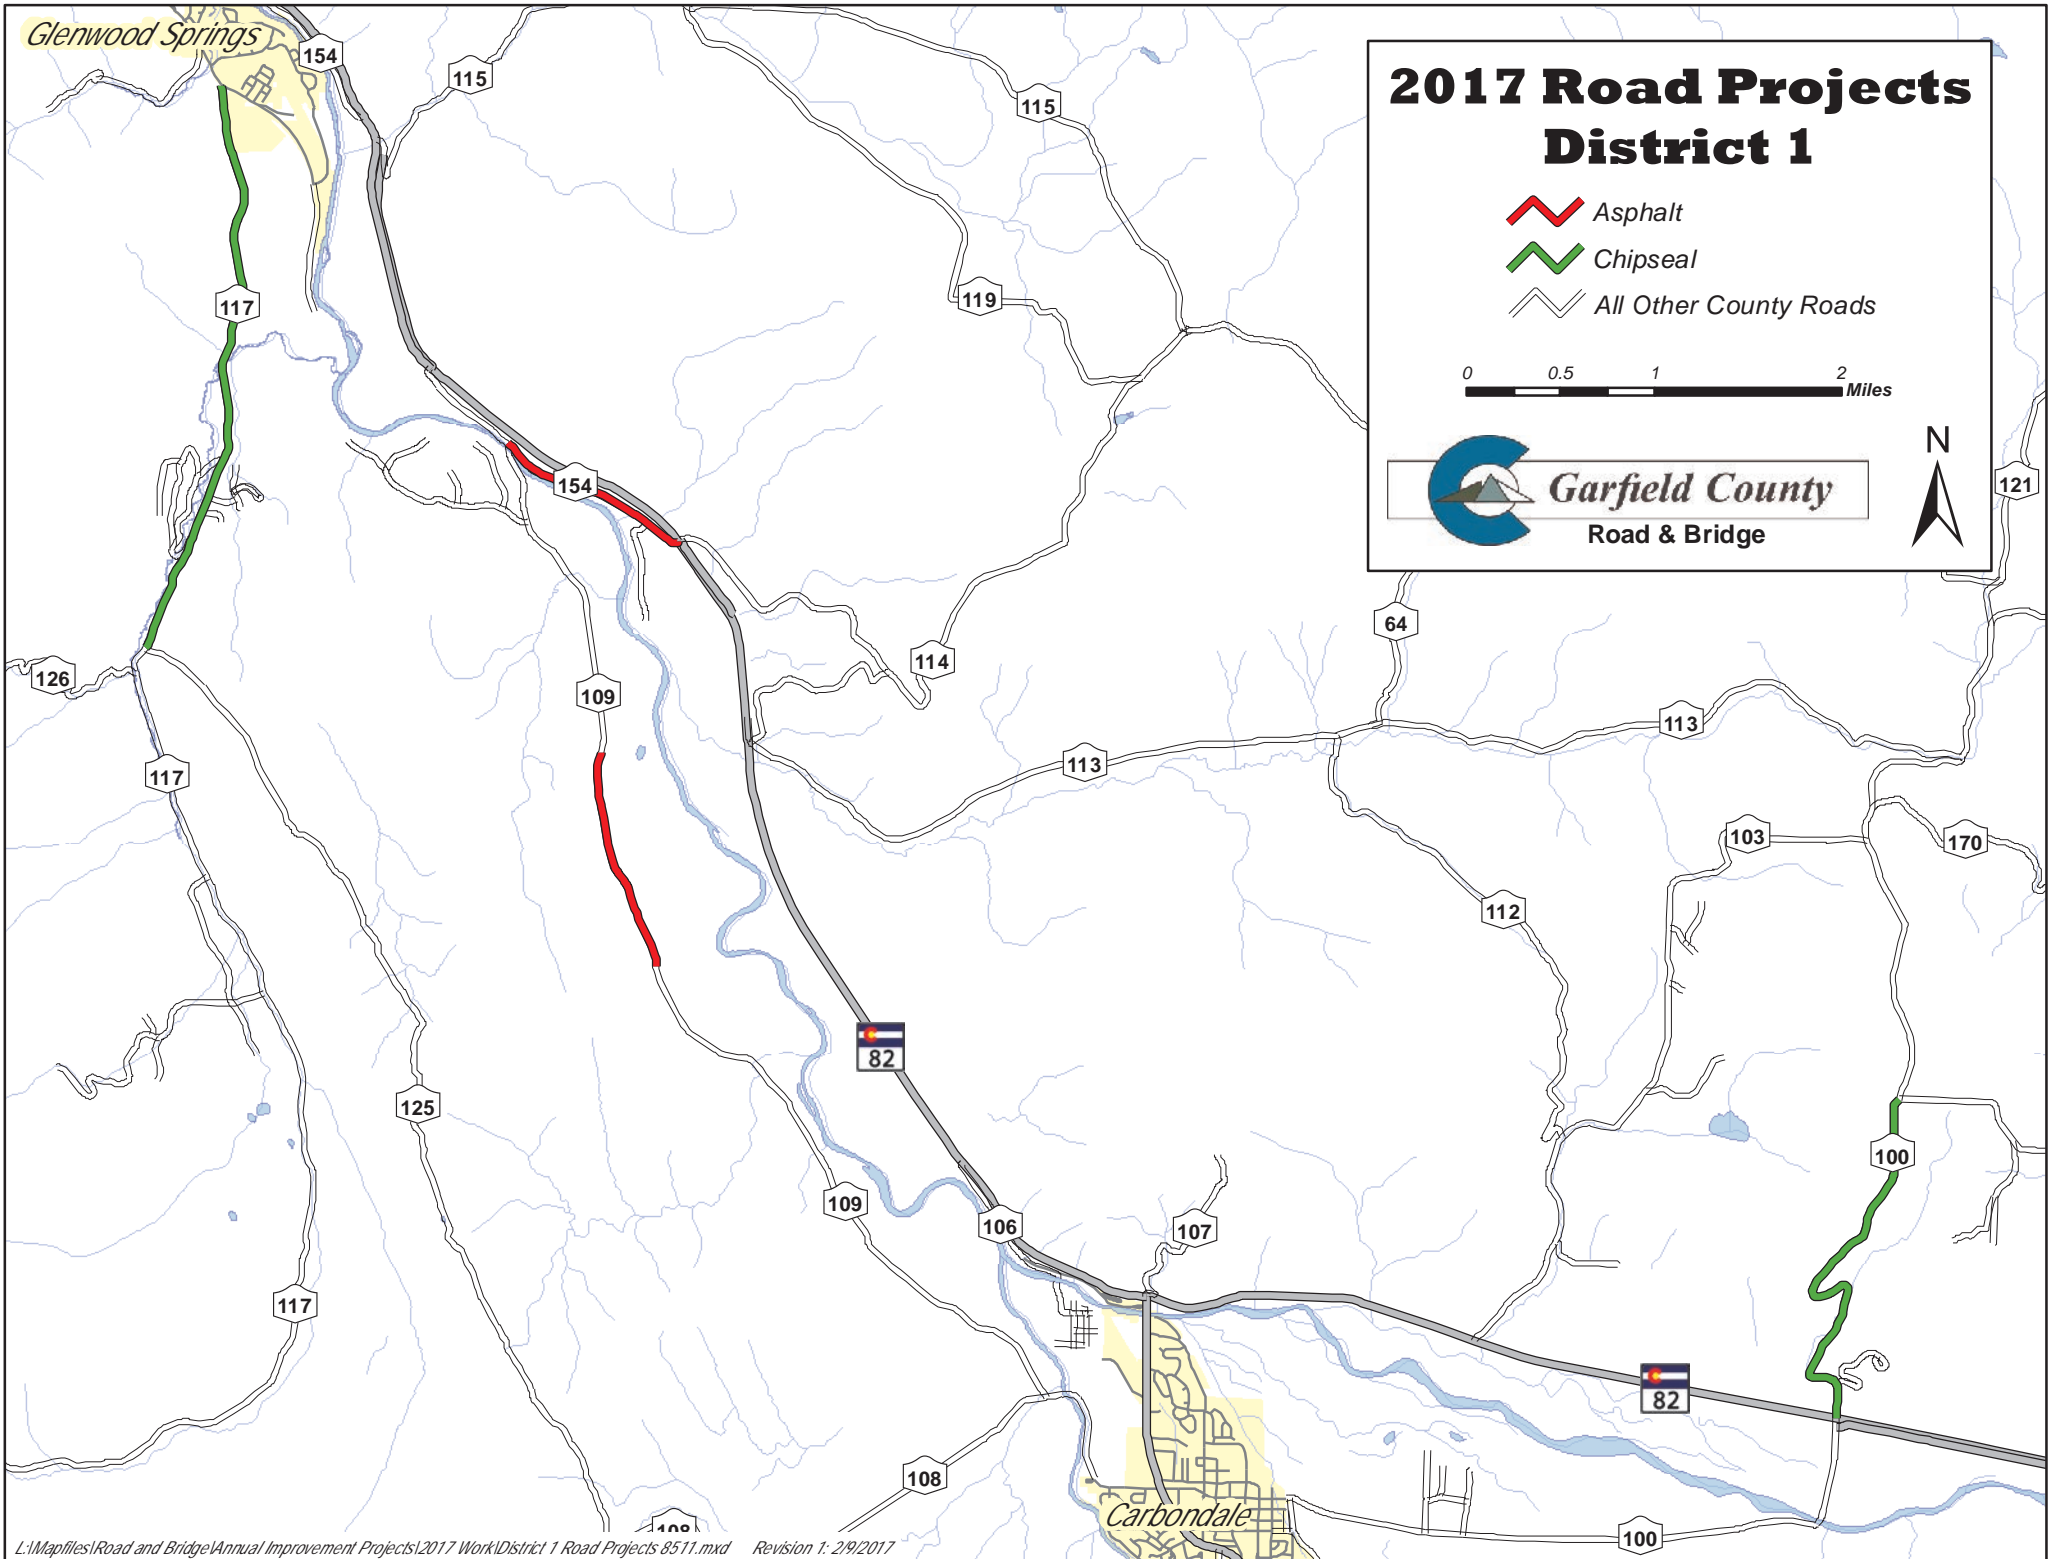 Glenwood Springs
154
115
115
2017 Road Projects
District 1
Asphalt
Chipseal
All Other County Roads
0 0.5 1 2
Miles
N
Garfield County
Road & Bridge
117
119
154
121
64
126
114
109
113
117
113
103
170
112
82
125
100
109
106
107
117
82
108
Carbondale
108
100
L:\Mapfiles\Road and Bridge\Annual Improvement Projects\2017 Work\District 1 Road Projects 8511.mxd Revision 1: 2/9/2017